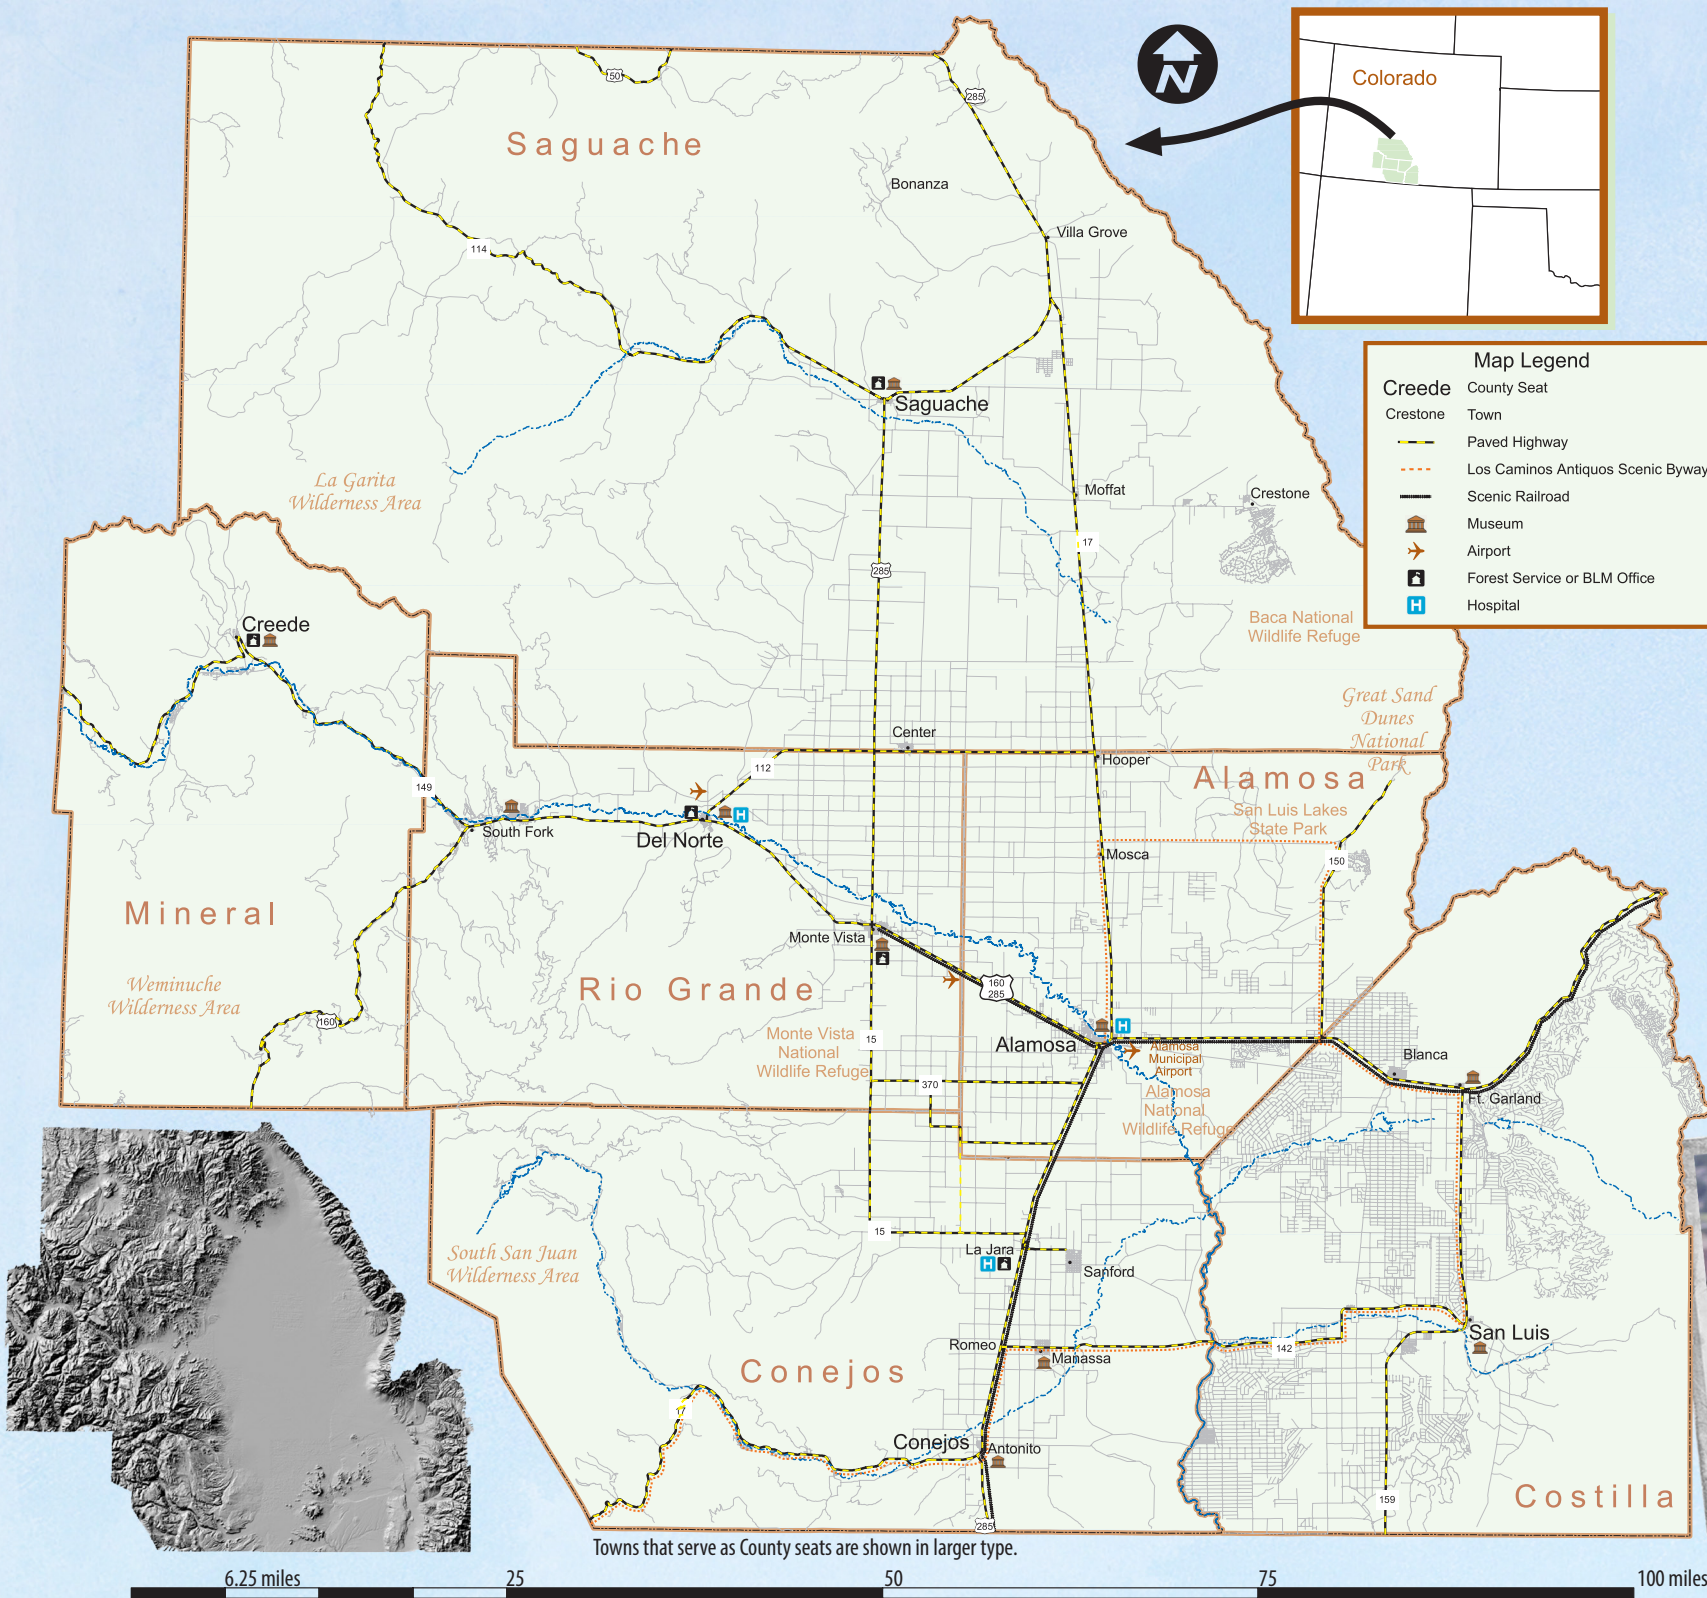 N
Colorado
50
285
Saguache
Bonanza
Villa Grove
114
Map Legend
Creede County Seat
Crestone Town
Paved Highway
Los Caminos Antiquos Scenic Byway
Scenic Railroad
Museum
Airport
Forest Service or BLM Office
H Hospital
Saguache
La Garita
Wilderness Area
Moffat
Crestone
17
285
Baca National
Wildlife Refuge
Creede
Great Sand
Dunes
National
Park
Center
Hooper
112
Alamosa
149
San Luis Lakes
State Park
H
South Fork
Del Norte
Mosca
150
Mineral
Monte Vista
Rio Grande
160
285
Weminuche
Wilderness Area
160
Monte Vista
National
Wildlife Refuge
15
H
Alamosa
Alamosa
Municipal
Airport
Blanca
370
Alamosa
National
Wildlife Refuge
Ft. Garland
15
South San Juan
Wilderness Area
La Jara
H
Sanford
San Luis
Romeo
142
Manassa
Conejos
Conejos
Antonito
159
Costilla
285
Towns that serve as County seats are shown in larger type.
6.25 miles 25 50 75 100 miles